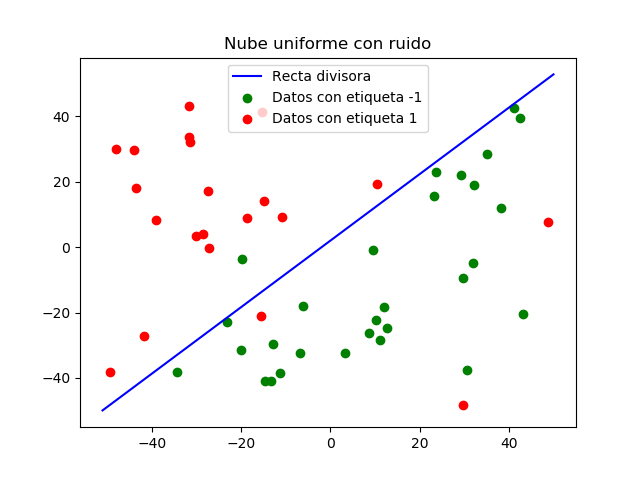 Nube uniforme con ruido
Recta divisora
Datos con etiqueta -1
Datos con etiqueta 1
40
20
0
−20
−40
−40 −20 0 20 40